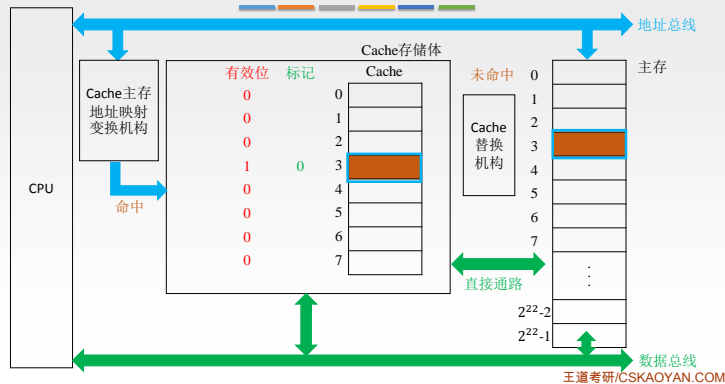 地址总线
CPU
Cache主存
地址映射
变换机构
命中
Cache存储体
有效位 标记 Cache
0 0
0 1
0 2
1 0 3
0 4
0 5
0 6
0 7
未命中
Cache
替换
机构
直接通路
主存
0
1
2
3
4
5
6
7
2²²-2
2²²-1
数据总线
王道考研/CSKAOYAN.COM